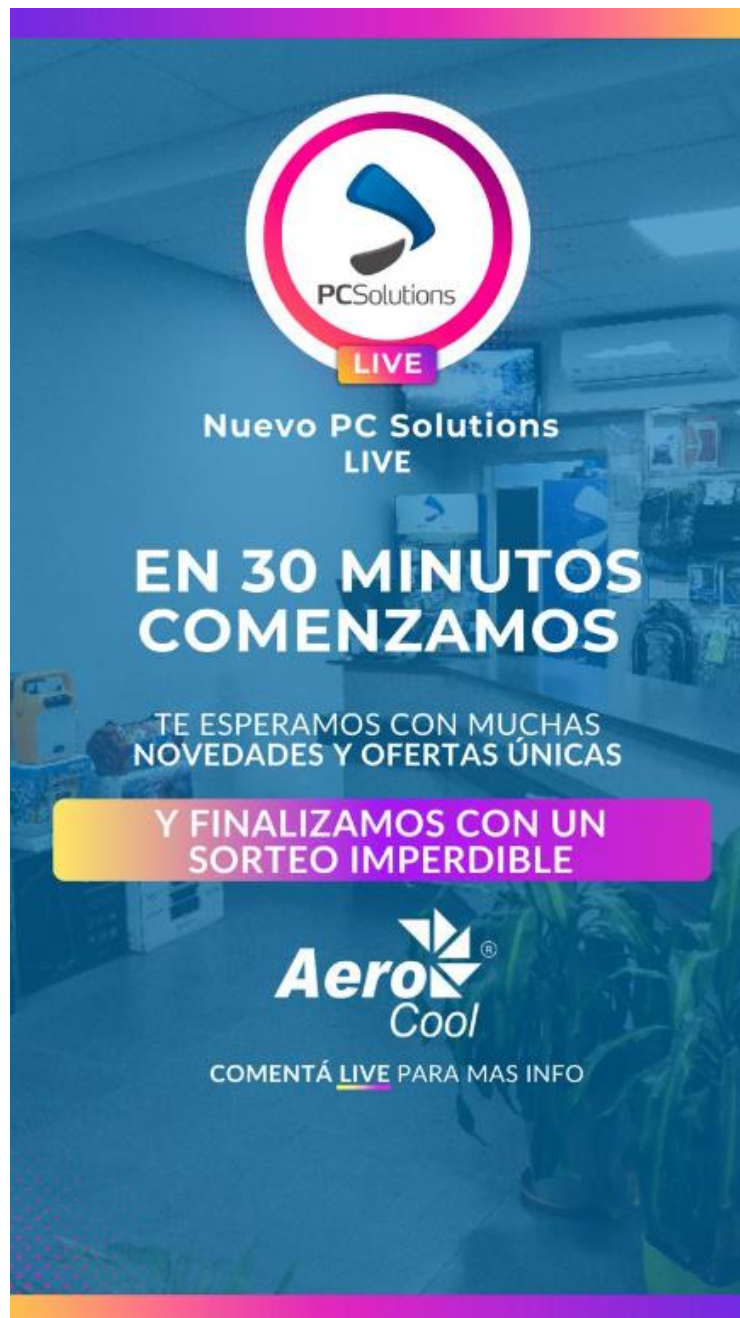 PCSolutions
LIVE
Nuevo PC Solutions
LIVE
EN 30 MINUTOS
COMENZAMOS
TE ESPERAMOS CON MUCHAS
NOVEDADES Y OFERTAS ÚNICAS
Y FINALIZAMOS CON UN
SORTEO IMPERDIBLE
Aero
Cool
®
COMENTÁ LIVE PARA MAS INFO